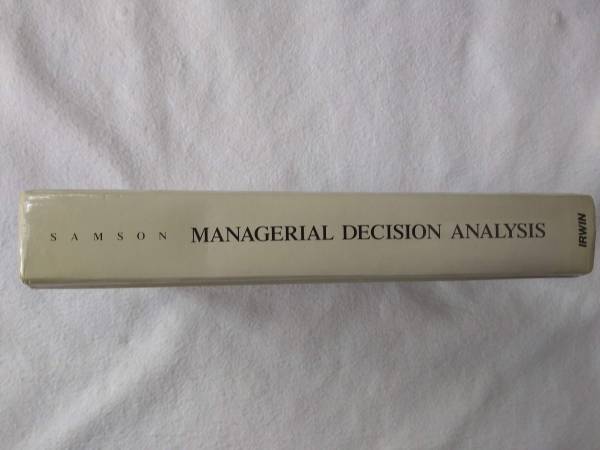 SAMSON MANAGERIAL DECISION ANALYSIS
IRWIN